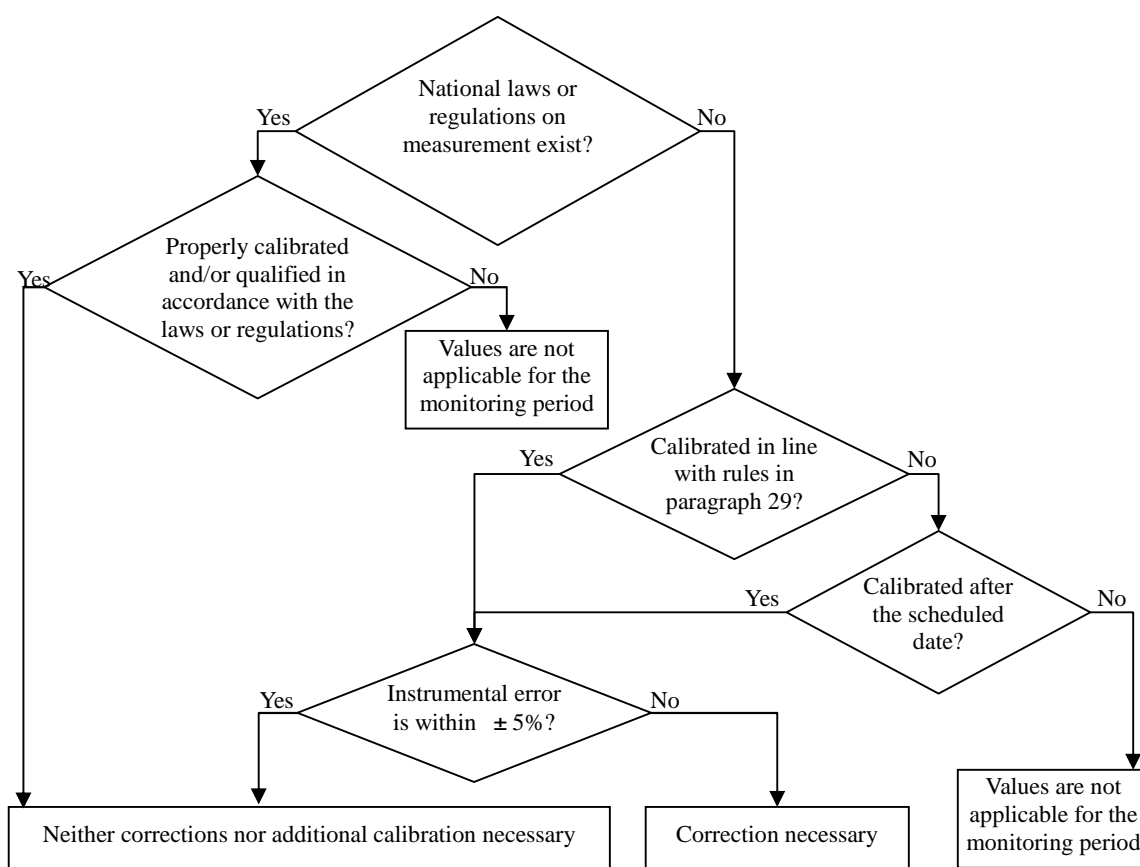 National laws or
regulations on
measurement exist?
Yes
No
Properly calibrated
and/or qualified in
accordance with the
laws or regulations?
Yes
No
Values are not
applicable for the
monitoring period
Calibrated in line
with rules in
paragraph 29?
Yes
No
Calibrated after
the scheduled
date?
Yes
No
Instrumental error
is within ± 5%?
Yes
No
Values are not
applicable for the
monitoring period
Neither corrections nor additional calibration necessary
Correction necessary